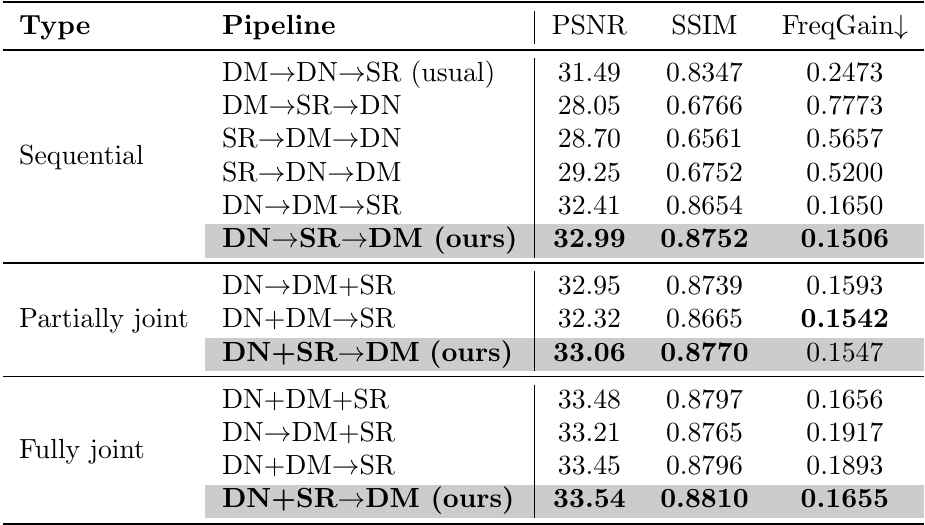 Type Pipeline PSNR SSIM FreqGain↓
DM→DN→SR (usual) 31.49 0.8347 0.2473
DM→SR→DN 28.05 0.6766 0.7773
SR→DM→DN 28.70 0.6561 0.5657
Sequential
SR→DN→DM 29.25 0.6752 0.5200
DN→DM→SR 32.41 0.8654 0.1650
DN→SR→DM (ours) 32.99 0.8752 0.1506
DN→DM+SR 32.95 0.8739 0.1593
Partially joint DN+DM→SR 32.32 0.8665 0.1542
DN+SR→DM (ours) 33.06 0.8770 0.1547
DN+DM+SR 33.48 0.8797 0.1656
DN→DM+SR 33.21 0.8765 0.1917
Fully joint
DN+DM→SR 33.45 0.8796 0.1893
DN+SR→DM (ours) 33.54 0.8810 0.1655